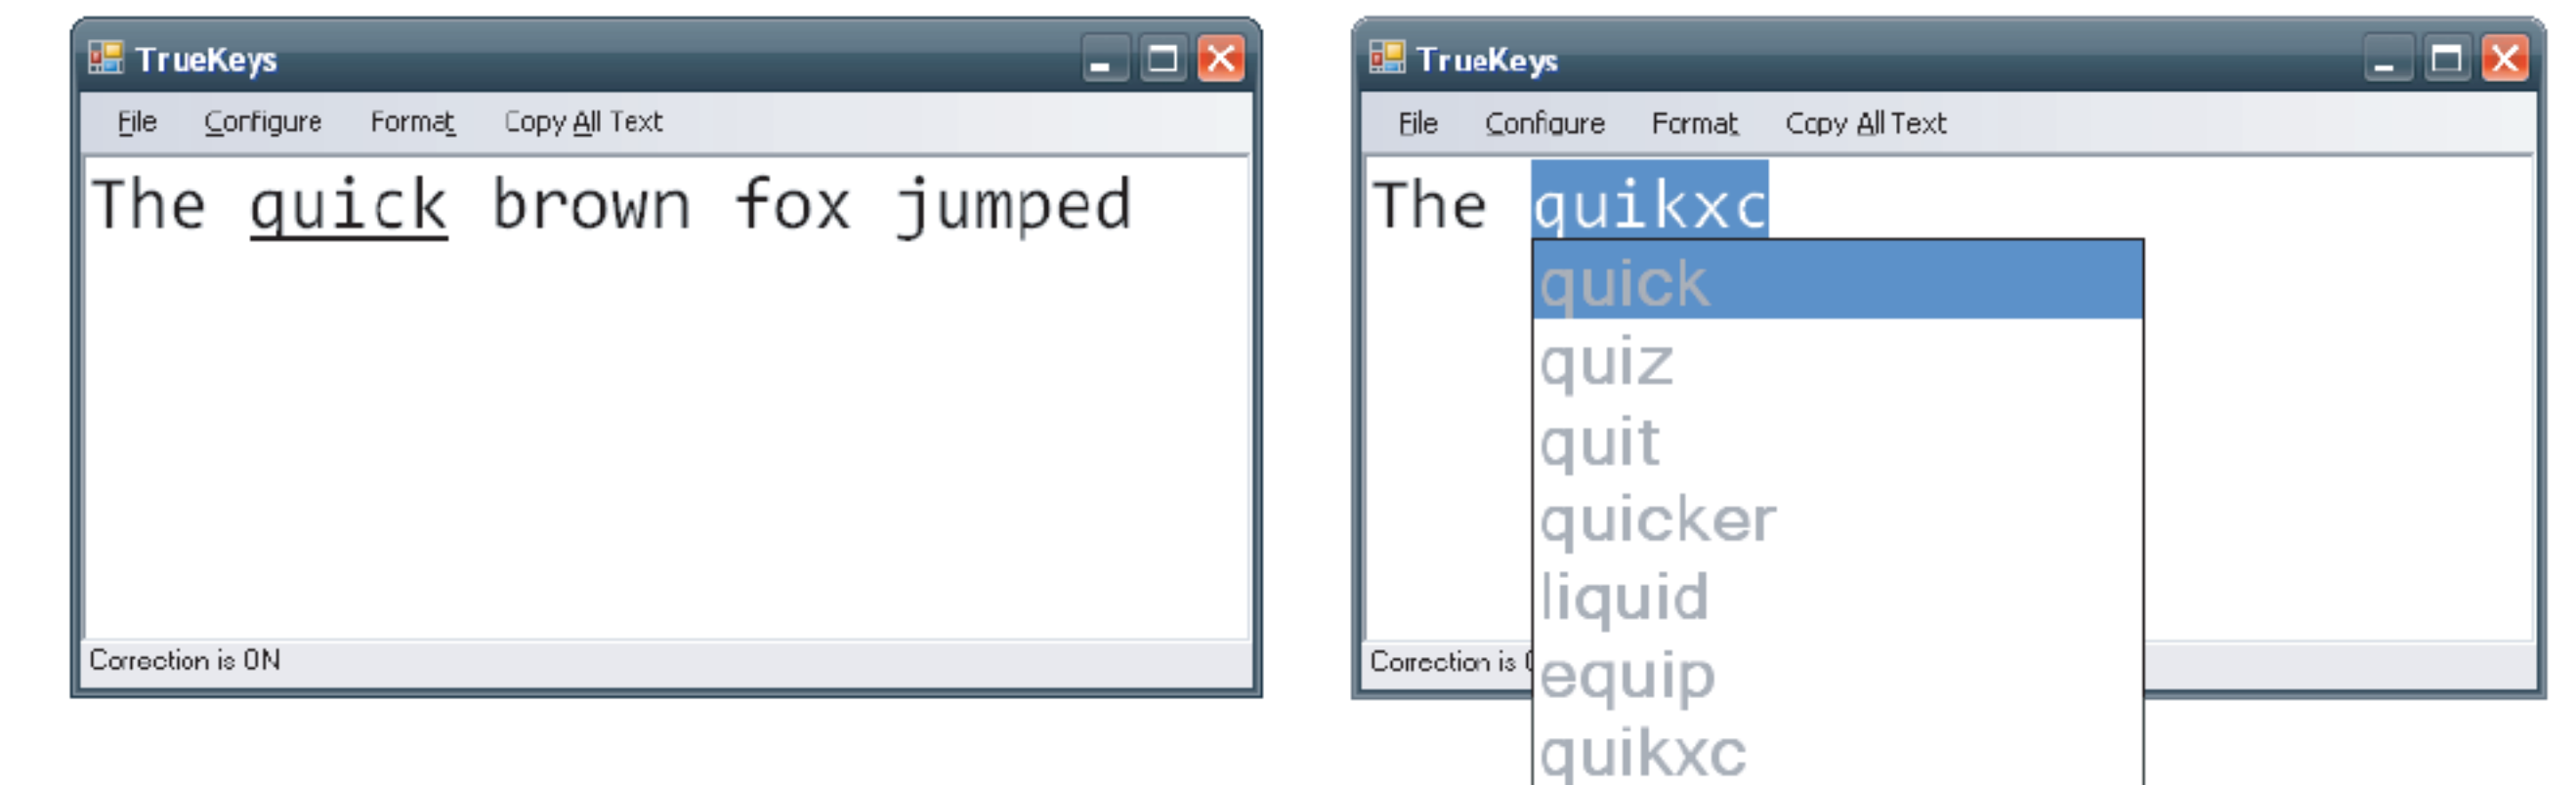 TrueKeys
File Configure Format Copy All Text
The quick brown fox jumped
Correction is ON
TrueKeys
File Configure Format Copy All Text
The quikxc
quick
quiz
quit
quicker
liquid
equip
quikxc
Correction is